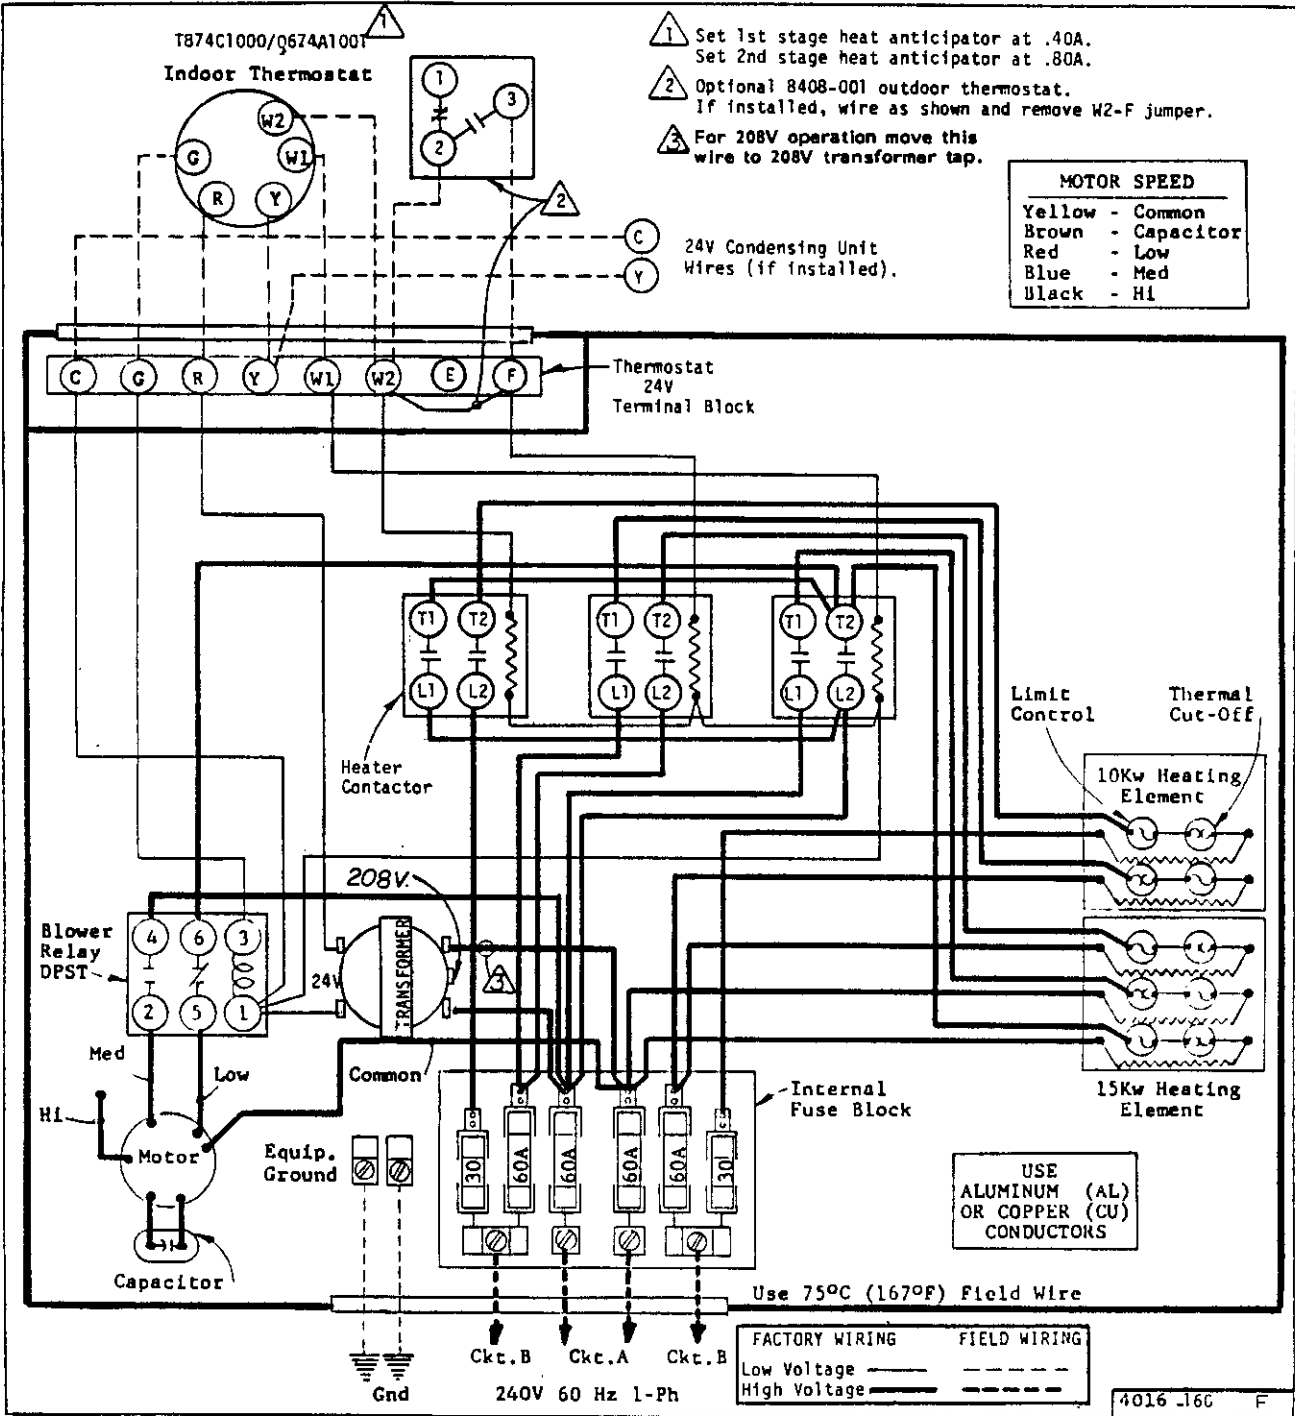 1
T874C1000/Q674A1001
Indoor Thermostat
W2
G
W1
R
Y
1
3
2
2
1 Set 1st stage heat anticipator at .40A.
Set 2nd stage heat anticipator at .80A.
2 Optional 8408-001 outdoor thermostat.
If installed, wire as shown and remove W2-F jumper.
3 For 208V operation move this
wire to 208V transformer tap.
MOTOR SPEED
Yellow - Common
Brown - Capacitor
Red - Low
Blue - Med
Black - Hi
C
Y
24V Condensing Unit
Wires (if installed).
C G R Y W1 W2 E F
Thermostat
24V
Terminal Block
T1 T2 T1 T2 T1 T2
L1 L2 L1 L2 L1 L2
Heater
Contactor
Limit
Control
Thermal
Cut-Off
10Kw Heating
Element
15Kw Heating
Element
208V.
Blower
Relay
DPST
4 6 3
2 5 1
24V
TRANSFORMER
3
Med
Low
Hi
Motor
Common
Capacitor
Equip.
Ground
Internal
Fuse Block
30 60A 60A 60A 60A 30
USE
ALUMINUM (AL)
OR COPPER (CU)
CONDUCTORS
Use 75°C (167°F) Field Wire
Ckt.B Ckt.A Ckt.B
Gnd
240V 60 Hz 1-Ph
FACTORY WIRING FIELD WIRING
Low Voltage
High Voltage
4016 F